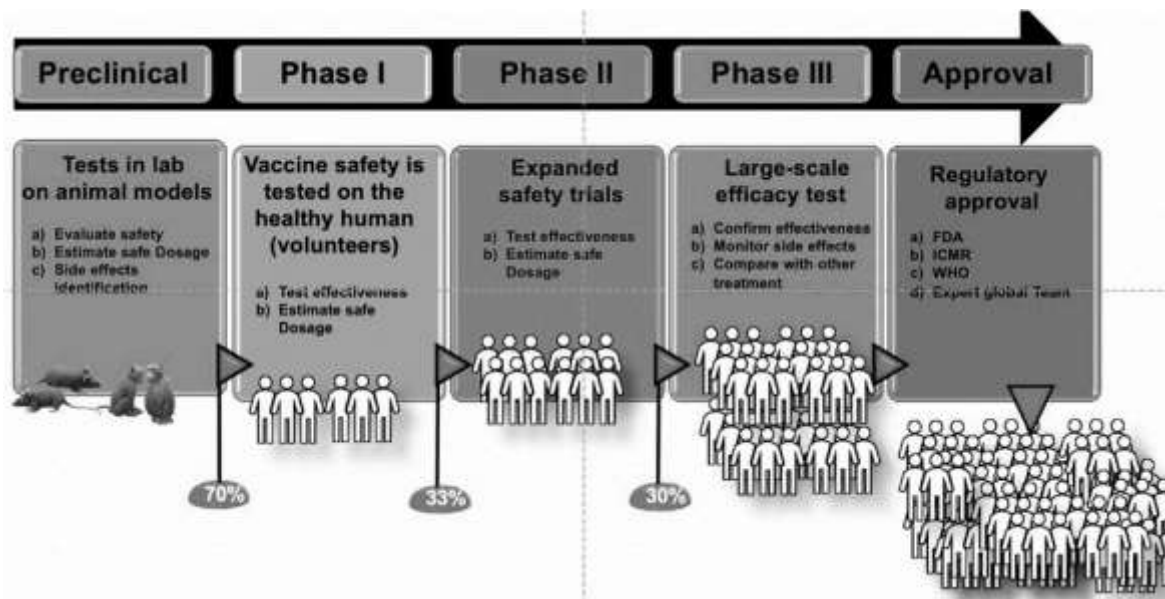 Preclinical
Phase I
Phase II
Phase III
Approval
Tests in lab
on animal models
a) Evaluate safety
b) Estimate safe Dosage
c) Side effects
identification
Vaccine safety is
tested on the
healthy human
(volunteers)
a) Test effectiveness
b) Estimate safe
Dosage
Expanded
safety trials
a) Test effectiveness
b) Estimate safe
Dosage
Large-scale
efficacy test
a) Confirm effectiveness
b) Monitor side effects
c) Compare with other
treatment
Regulatory
approval
a) FDA
b) ICMR
c) WHO
d) Expert global Team
70%
33%
30%